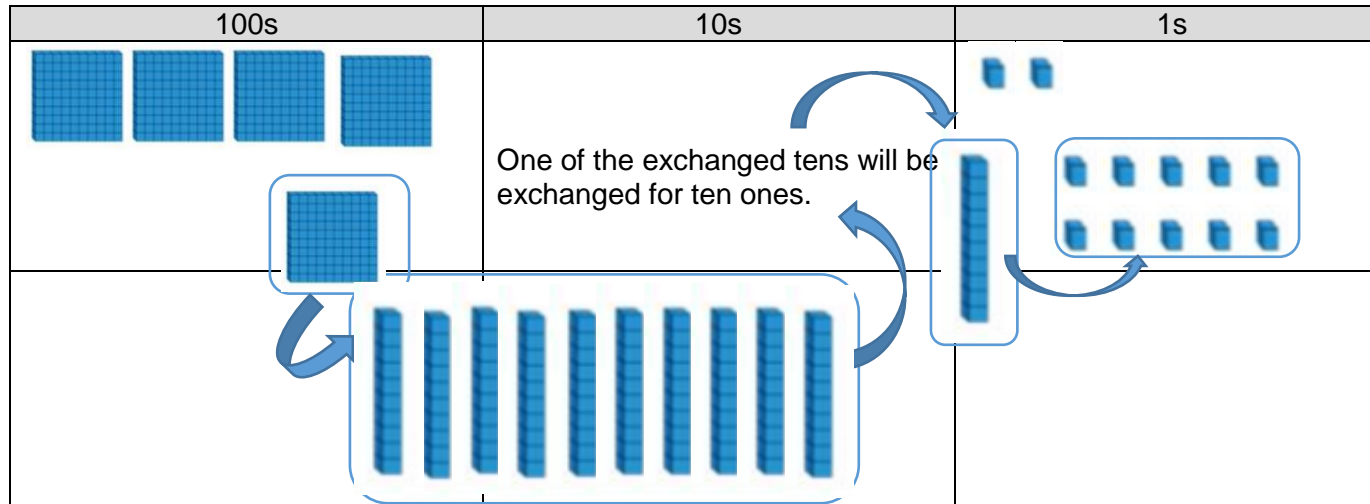 100s
10s
1s
One of the exchanged tens will be
exchanged for ten ones.